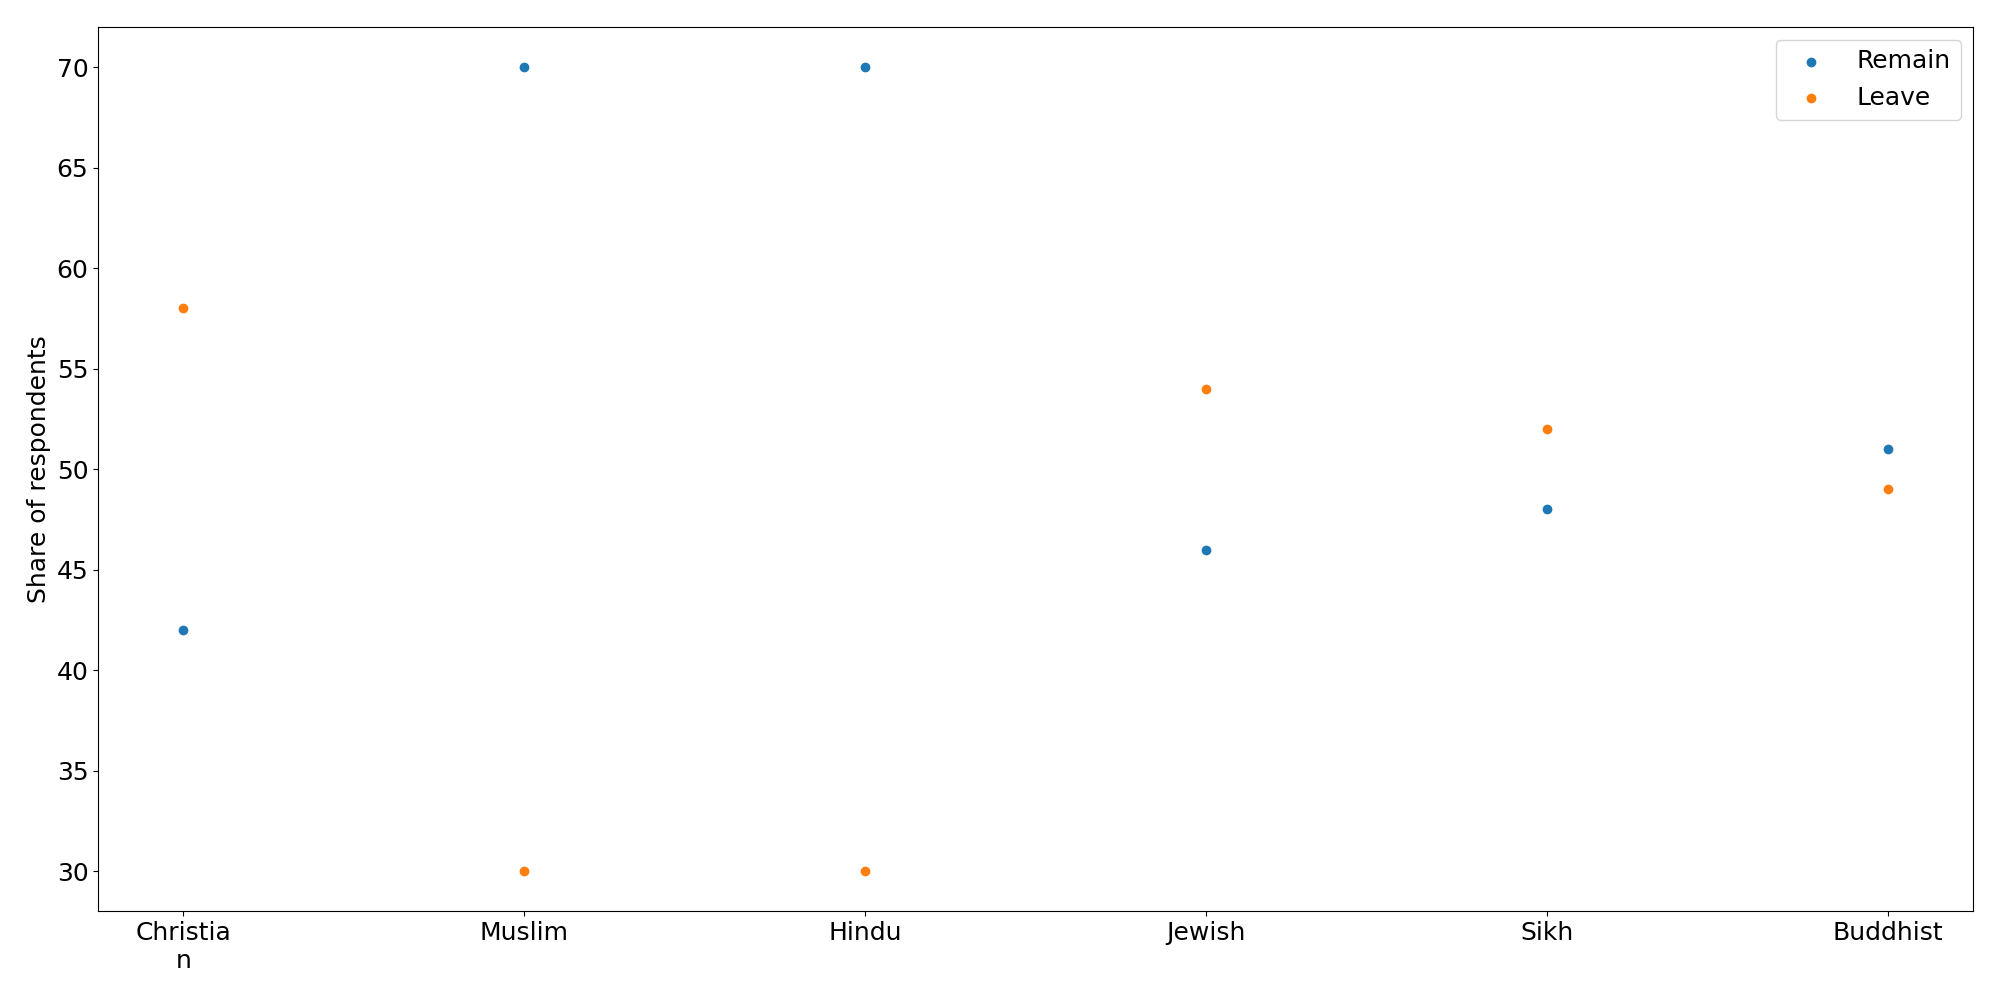 Remain
Leave
70
65
60
55
50
45
40
35
30
Share of respondents
Christia
n
Muslim
Hindu
Jewish
Sikh
Buddhist